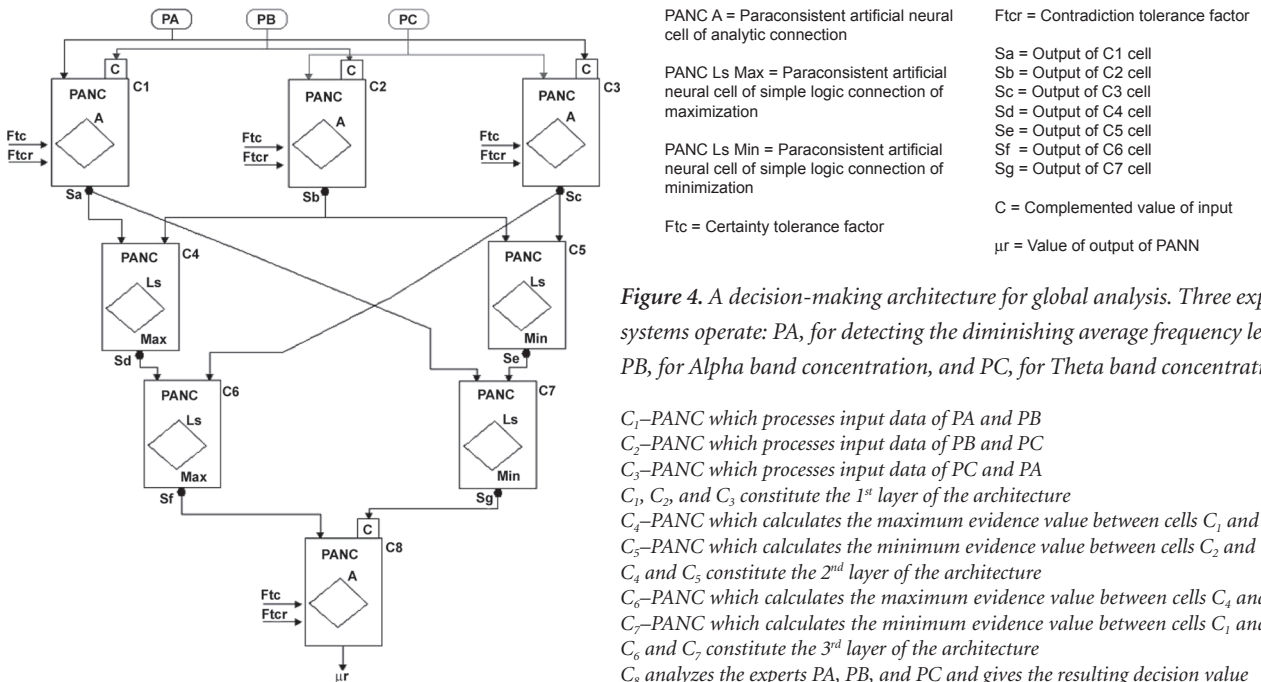 PA
PB
PC
C
C1
PANC
A
Ftc
Ftcr
Sa
C
C2
PANC
A
Ftc
Ftcr
Sb
C
C3
PANC
A
Ftc
Ftcr
Sc
C4
PANC
Ls
Max
Sd
C5
PANC
Ls
Min
Se
C6
PANC
Ls
Max
Sf
C7
PANC
Ls
Min
Sg
C
C8
PANC
A
Ftc
Ftcr
µr
PANC A = Paraconsistent artificial neural
cell of analytic connection
PANC Ls Max = Paraconsistent artificial
neural cell of simple logic connection of
maximization
PANC Ls Min = Paraconsistent artificial
neural cell of simple logic connection of
minimization
Ftc = Certainty tolerance factor
Ftcr = Contradiction tolerance factor
Sa = Output of C1 cell
Sb = Output of C2 cell
Sc = Output of C3 cell
Sd = Output of C4 cell
Se = Output of C5 cell
Sf = Output of C6 cell
Sg = Output of C7 cell
C = Complemented value of input
µr = Value of output of PANN
Figure 4. A decision-making architecture for global analysis. Three
systems operate: PA, for detecting the diminishing average frequency
PB, for Alpha band concentration, and PC, for Theta band
C₁–PANC which processes input data of PA and PB
C₂–PANC which processes input data of PB and PC
C₃–PANC which processes input data of PC and PA
C₁, C₂, and C₃ constitute the 1st layer of the architecture
C₄–PANC which calculates the maximum evidence value between cells C₁ and
C₅–PANC which calculates the minimum evidence value between cells C₂ and
C₄ and C₅ constitute the 2nd layer of the architecture
C₆–PANC which calculates the maximum evidence value between cells C₄
C₇–PANC which calculates the minimum evidence value between cells C₁
C₆ and C₇ constitute the 3rd layer of the architecture
C₈ analyzes the experts PA, PB, and PC and gives the resulting decision value